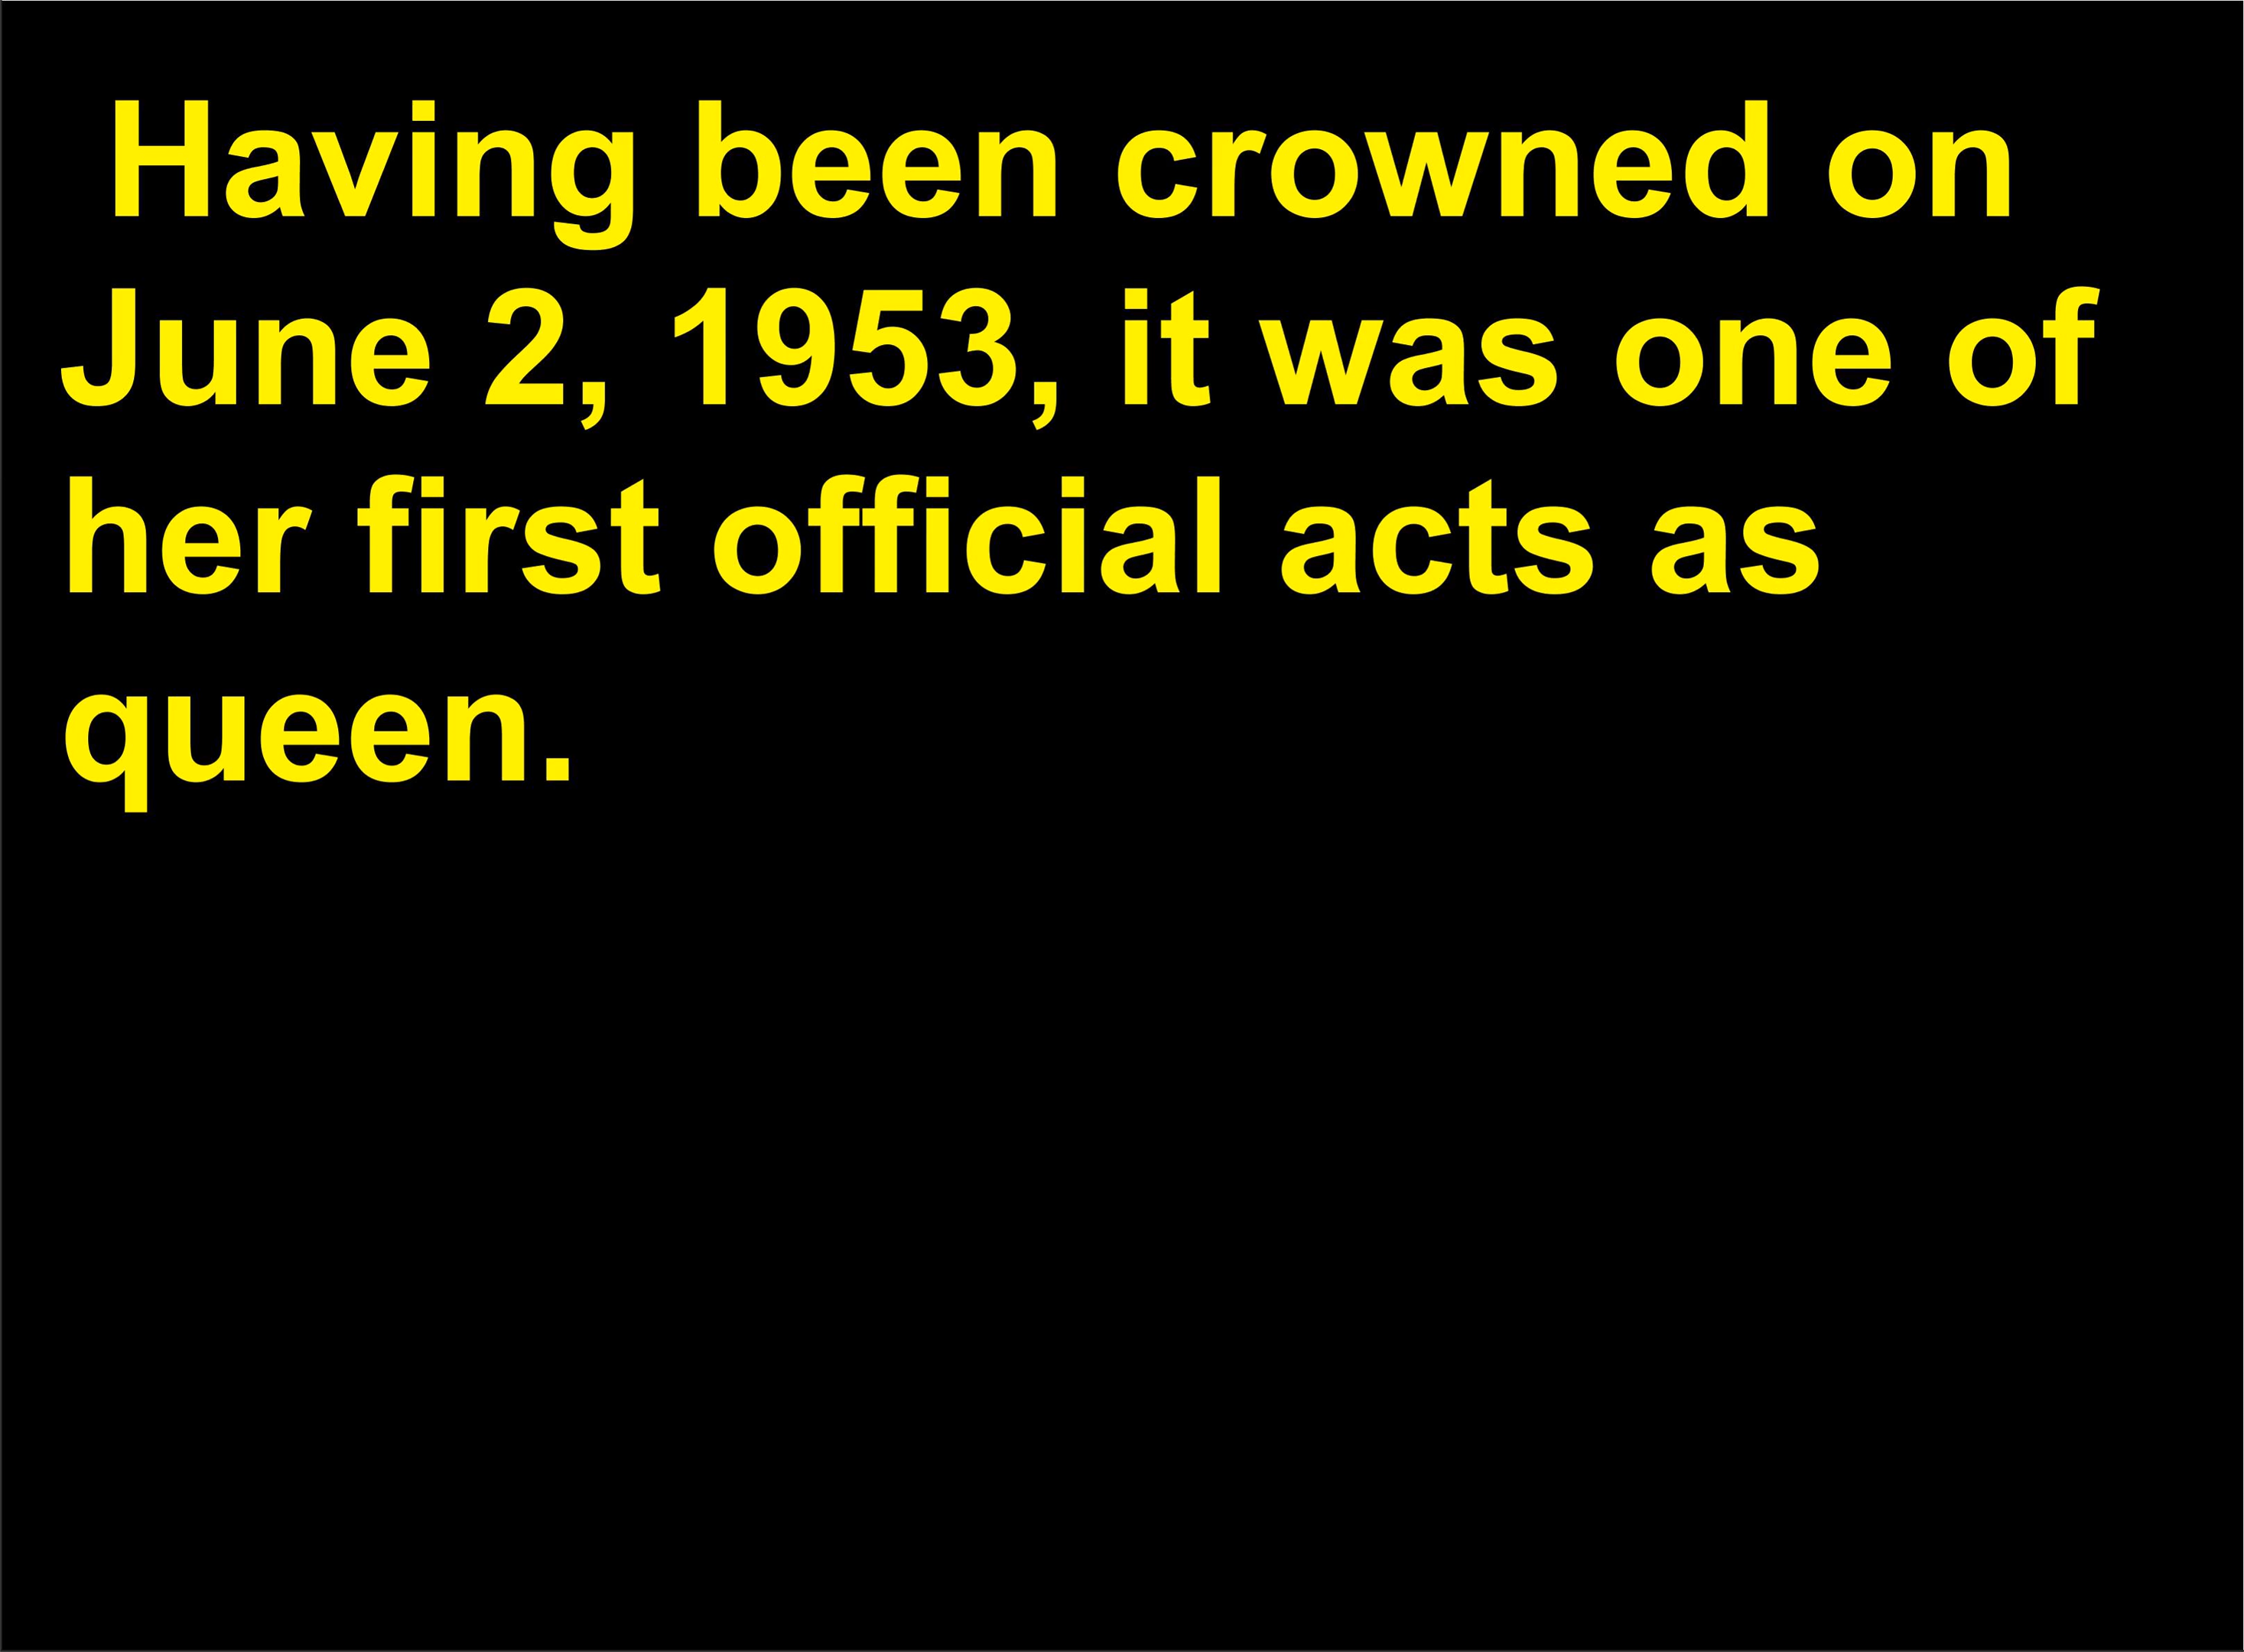 Having been crowned on
June 2, 1953, it was one of
her first official acts as
queen.